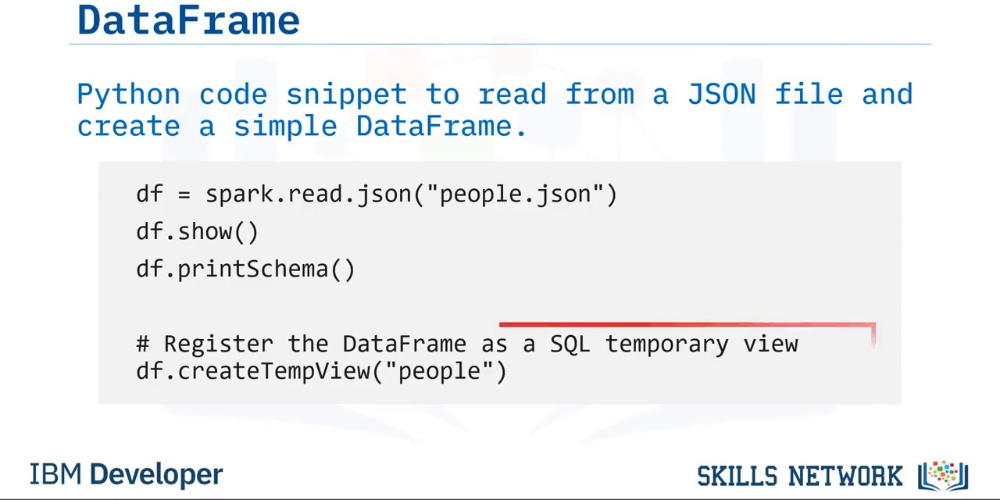 DataFrame
Python code snippet to read from a JSON file and
create a simple DataFrame.
df = spark.read.json("people.json")
df.show()
df.printSchema()
# Register the DataFrame as a SQL temporary view
df.createTempView("people")
IBM Developer
SKILLS NETWORK